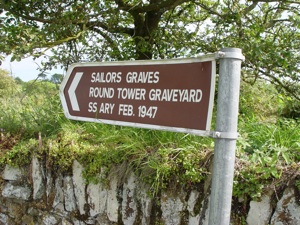 SAILORS GRAVES
ROUND TOWER GRAVEYARD
SS ARY FEB. 1947